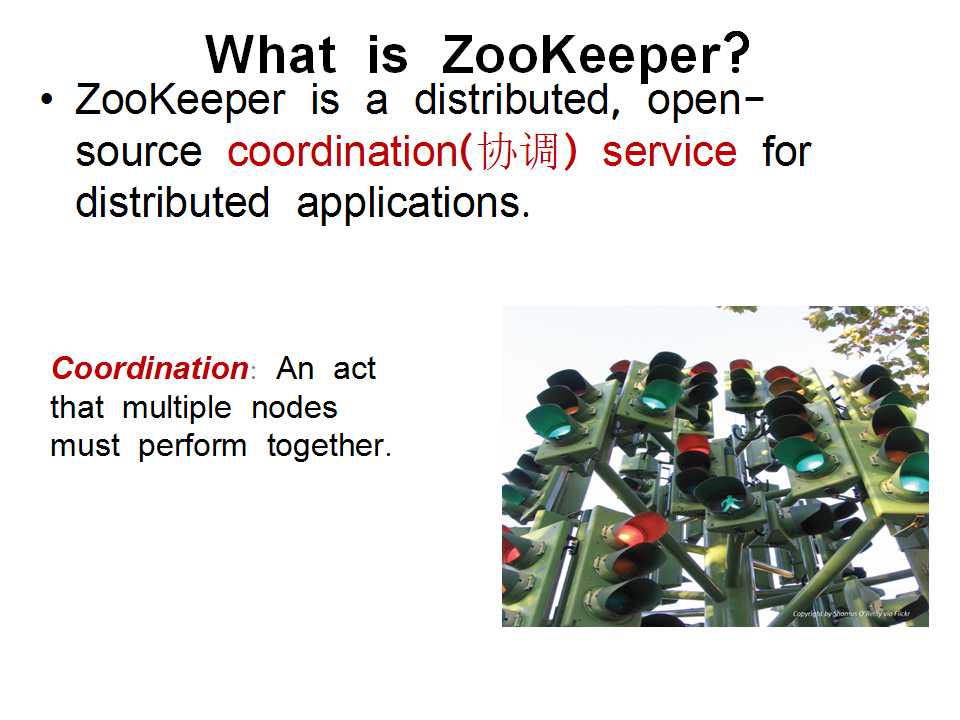 What is ZooKeeper?
• ZooKeeper is a distributed, open-
source coordination(协调) service for
distributed applications.
Coordination: An act
that multiple nodes
must perform together.
Copyright by Shamus O'Reilly via Flickr